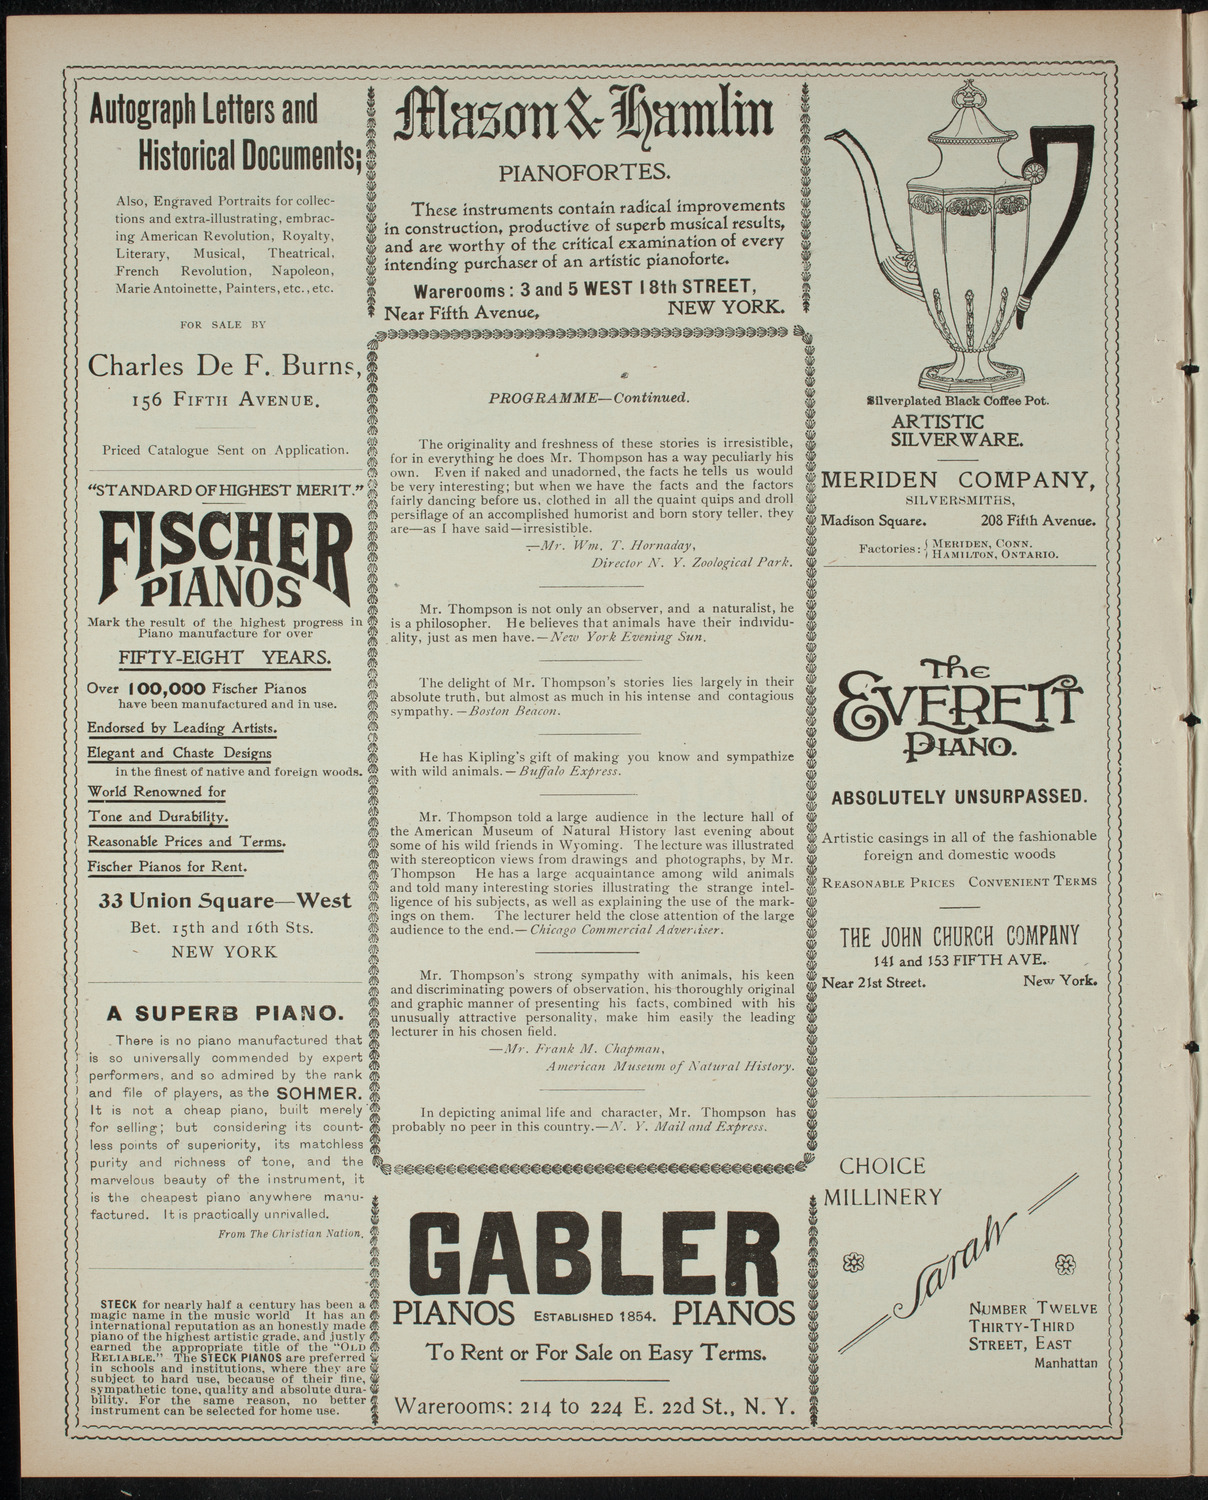 Autograph Letters and
Historical Documents;
Also, Engraved Portraits for collec-
tions and extra-illustrating, embrac-
ing American Revolution, Royalty,
Literary, Musical, Theatrical,
French Revolution, Napoleon,
Marie Antoinette, Painters, etc., etc.
FOR SALE BY
Charles De F. Burns,
156 FIFTH AVENUE.
Priced Catalogue Sent on Application.
"STANDARD OF HIGHEST MERIT."
FISCHER
PIANOS
Mark the result of the highest progress in
Piano manufacture for over
FIFTY-EIGHT YEARS.
Over 100,000 Fischer Pianos
have been manufactured and in use.
Endorsed by Leading Artists.
Elegant and Chaste Designs
in the finest of native and foreign woods.
World Renowned for
Tone and Durability.
Reasonable Prices and Terms.
Fischer Pianos for Rent.
33 Union Square—West
Bet. 15th and 16th Sts.
NEW YORK
A SUPERB PIANO.
There is no piano manufactured that
is so universally commended by expert
performers, and so admired by the rank
and file of players, as the SOHMER.
It is not a cheap piano, built merely
for selling; but considering its count-
less points of superiority, its matchless
purity and richness of tone, and the
marvelous beauty of the instrument, it
is the cheapest piano anywhere manu-
factured. It is practically unrivalled.
From The Christian Nation.
STECK for nearly half a century has been a
magic name in the music world It has an
international reputation as an honestly made
piano of the highest artistic grade, and justly
earned the appropriate title of the "OLD
RELIABLE." The STECK PIANOS are preferred
in schools and institutions, where they are
subject to hard use, because of their fine,
sympathetic tone, quality and absolute dura-
bility. For the same reason, no better
instrument can be selected for home use.
Mason & Hamlin
PIANOFORTES.
These instruments contain radical improvements
in construction, productive of superb musical results,
and are worthy of the critical examination of every
intending purchaser of an artistic pianoforte.
Warerooms: 3 and 5 WEST 18th STREET,
Near Fifth Avenue, NEW YORK.
PROGRAMME—Continued.
The originality and freshness of these stories is irresistible,
for in everything he does Mr. Thompson has a way peculiarly his
own. Even if naked and unadorned, the facts he tells us would
be very interesting; but when we have the facts and the factors
fairly dancing before us, clothed in all the quaint quips and droll
persiflage of an accomplished humorist and born story teller, they
are—as I have said—irresistible.
—Mr. Wm. T. Hornaday,
Director N. Y. Zoological Park.
Mr. Thompson is not only an observer, and a naturalist, he
is a philosopher. He believes that animals have their individu-
ality, just as men have.—New York Evening Sun.
The delight of Mr. Thompson's stories lies largely in their
absolute truth, but almost as much in his intense and contagious
sympathy.—Boston Beacon.
He has Kipling's gift of making you know and sympathize
with wild animals.—Buffalo Express.
Mr. Thompson told a large audience in the lecture hall of
the American Museum of Natural History last evening about
some of his wild friends in Wyoming. The lecture was illustrated
with stereopticon views from drawings and photographs, by Mr.
Thompson He has a large acquaintance among wild animals
and told many interesting stories illustrating the strange intel-
ligence of his subjects, as well as explaining the use of the mark-
ings on them. The lecturer held the close attention of the large
audience to the end.—Chicago Commercial Advertiser.
Mr. Thompson's strong sympathy with animals, his keen
and discriminating powers of observation, his thoroughly original
and graphic manner of presenting his facts, combined with his
unusually attractive personality, make him easily the leading
lecturer in his chosen field.
—Mr. Frank M. Chapman,
American Museum of Natural History.
In depicting animal life and character, Mr. Thompson has
probably no peer in this country.—N. Y. Mail and Express.
GABLER
PIANOS ESTABLISHED 1854. PIANOS
To Rent or For Sale on Easy Terms.
Warerooms: 214 to 224 E. 22d St., N. Y.
Silverplated Black Coffee Pot.
ARTISTIC
SILVERWARE.
MERIDEN COMPANY,
SILVERSMITHS,
Madison Square. 208 Fifth Avenue.
Factories: { MERIDEN, CONN.
HAMILTON, ONTARIO.
The
EVERETT
PIANO.
ABSOLUTELY UNSURPASSED.
Artistic casings in all of the fashionable
foreign and domestic woods
REASONABLE PRICES CONVENIENT TERMS
THE JOHN CHURCH COMPANY
141 and 153 FIFTH AVE.
Near 21st Street. New York.
CHOICE
MILLINERY
Sarah
NUMBER TWELVE
THIRTY-THIRD
STREET, EAST
Manhattan